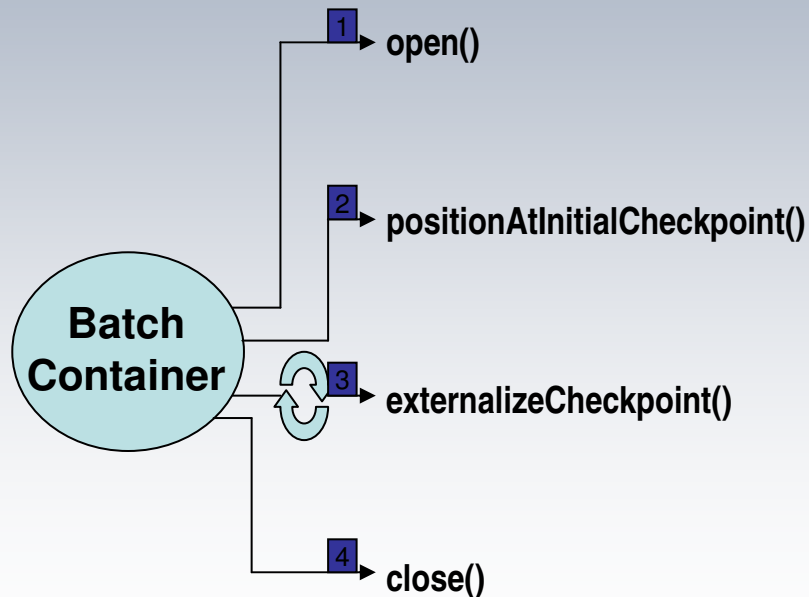 1
open()
2
positionAtInitialCheckpoint()
Batch
Container
3
externalizeCheckpoint()
4
close()